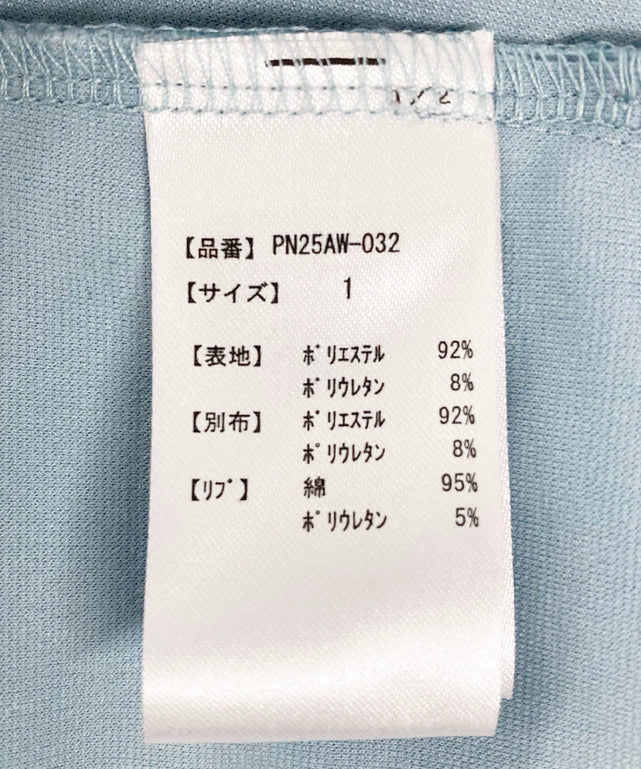 1/2
【品番】 PN25AW-032
【サイズ】 1
【表地】 ﾎﾟﾘｴｽﾃﾙ 92%
ﾎﾟﾘｳﾚﾀﾝ 8%
【別布】 ﾎﾟﾘｴｽﾃﾙ 92%
ﾎﾟﾘｳﾚﾀﾝ 8%
【ﾘﾌﾞ】 綿 95%
ﾎﾟﾘｳﾚﾀﾝ 5%